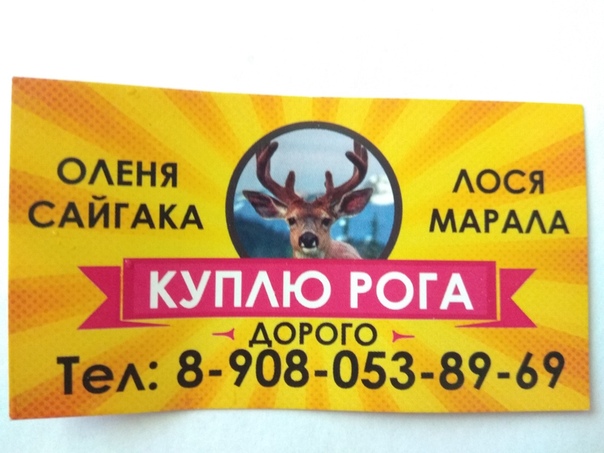 ОЛЕНЯ
САЙГАКА
ЛОСЯ
МАРАЛА
КУПЛЮ РОГА
ДОРОГО
Тел: 8-908-053-89-69